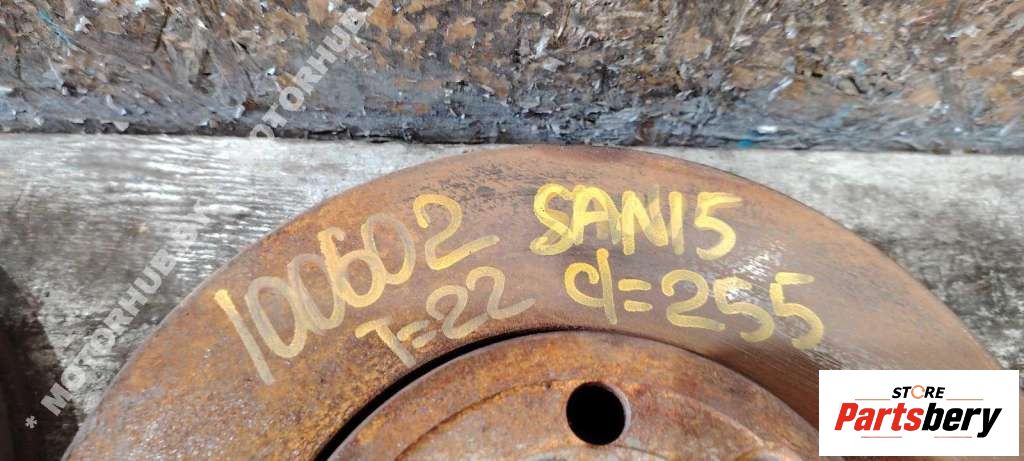 100602 SAN15
T=22 d=255
* MOTORHUB
* MOTORHUB
STORE
Partsbery